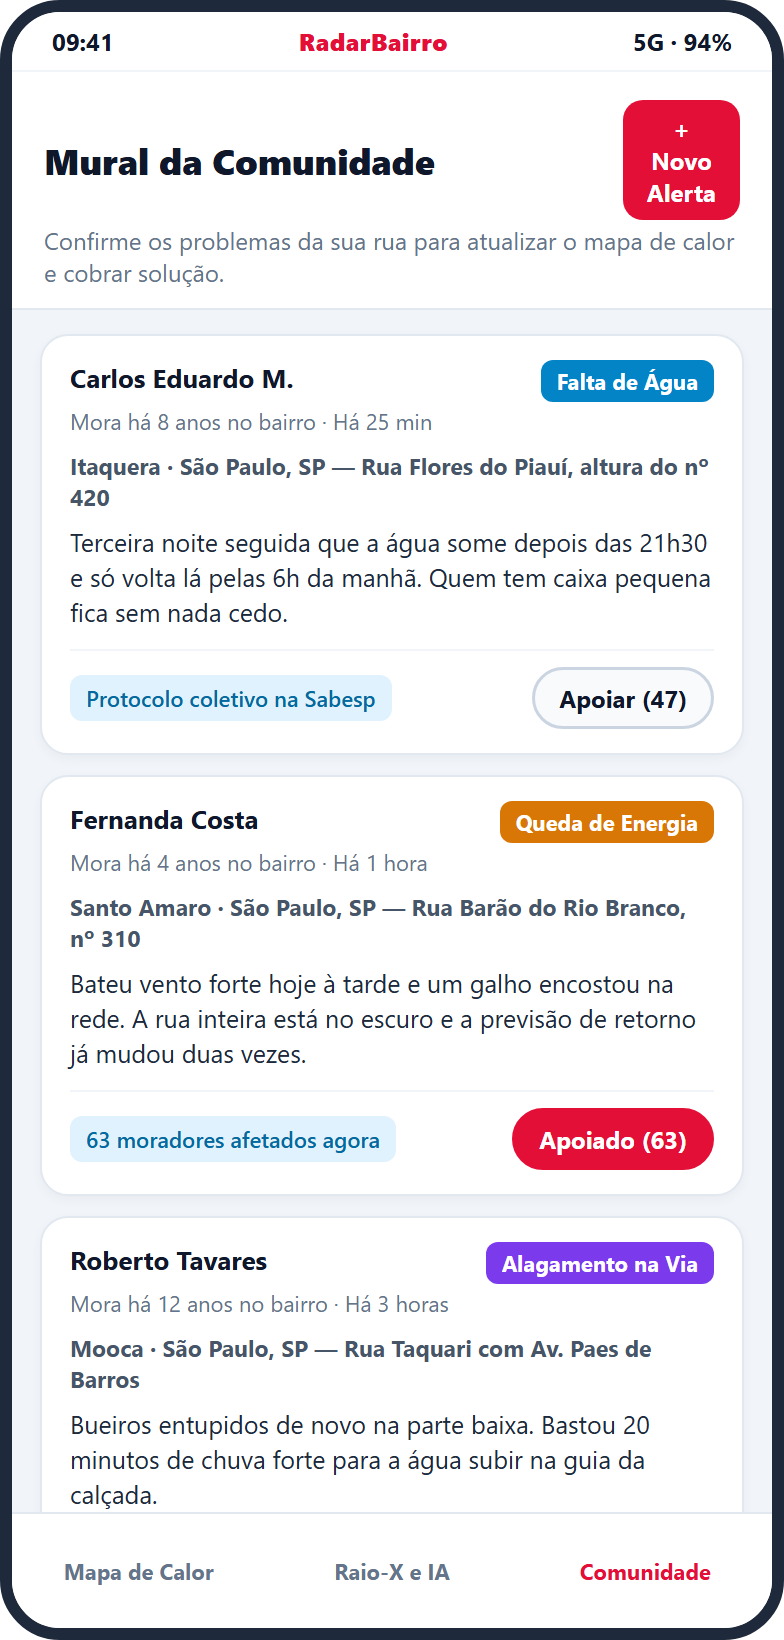 09:41
RadarBairro
5G · 94%
Mural da Comunidade
+
Novo
Alerta
Confirme os problemas da sua rua para atualizar o mapa de calor
e cobrar solução.
Carlos Eduardo M.
Falta de Água
Mora há 8 anos no bairro · Há 25 min
Itaquera · São Paulo, SP — Rua Flores do Piauí, altura do nº
420
Terceira noite seguida que a água some depois das 21h30
e só volta lá pelas 6h da manhã. Quem tem caixa pequena
fica sem nada cedo.
Protocolo coletivo na Sabesp
Apoiar (47)
Fernanda Costa
Queda de Energia
Mora há 4 anos no bairro · Há 1 hora
Santo Amaro · São Paulo, SP — Rua Barão do Rio Branco,
nº 310
Bateu vento forte hoje à tarde e um galho encostou na
rede. A rua inteira está no escuro e a previsão de retorno
já mudou duas vezes.
63 moradores afetados agora
Apoiado (63)
Roberto Tavares
Alagamento na Via
Mora há 12 anos no bairro · Há 3 horas
Mooca · São Paulo, SP — Rua Taquari com Av. Paes de
Barros
Bueiros entupidos de novo na parte baixa. Bastou 20
minutos de chuva forte para a água subir na guia da
calçada.
Mapa de Calor
Raio-X e IA
Comunidade